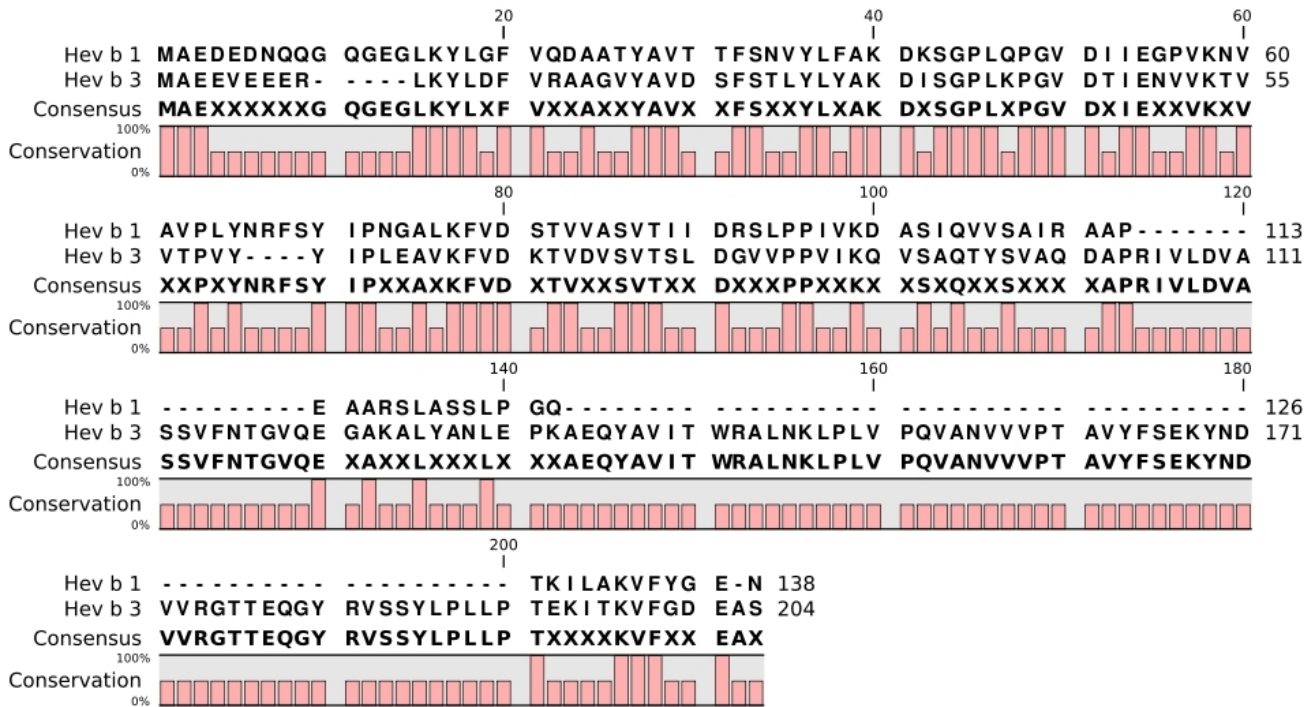 20 40 60
Hev b 1 MAEDEDNQQG QGEGLKYLGF VQDAATYAVT TFSNVYLFAK DKSGPLQPGV DIIEGPVKNV 60
Hev b 3 MAEEVEEER- ----LKYLDF VRAAGVYAVD SFSTLYLYAK DISGPLKPGV DTIENVVKTV 55
Consensus MAEXXXXXXG QGEGLKYLXF VXXAXXYAVX XFSXXYLXAK DXSGPLXPGV DXIEXXVKXV
100%
Conservation
0%
80 100 120
Hev b 1 AVPLYNRFSY IPNGALKFVD STVVASVTII DRSLPPIVKD ASIQVVSAIR AAP------- 113
Hev b 3 VTPVY----Y IPLEAVKFVD KTVDVSVTSL DGVVPPVIKQ VSAQTYSVAQ DAPRIVLDVA 111
Consensus XXPXYNRFSY IPXXAXKFVD XTVXXSVTXX DXXXPPXXKX XSXQXXSXXX XAPRIVLDVA
100%
Conservation
0%
140 160 180
Hev b 1 ---------E AARSLASSLP GQ-------- ---------- ---------- ---------- 126
Hev b 3 SSVFNTGVQE GAKALYANLE PKAEQYAVIT WRALNKLPLV PQVANVVVPT AVYFSEKYND 171
Consensus SSVFNTGVQE XAXXLXXXLX XXAEQYAVIT WRALNKLPLV PQVANVVVPT AVYFSEKYND
100%
Conservation
0%
200
Hev b 1 ---------- ---------- TKILAKVFYG E-N 138
Hev b 3 VVRGTTEQGY RVSSYLPLLP TEKITKVFGD EAS 204
Consensus VVRGTTEQGY RVSSYLPLLP TXXXXKVFXX EAX
100%
Conservation
0%